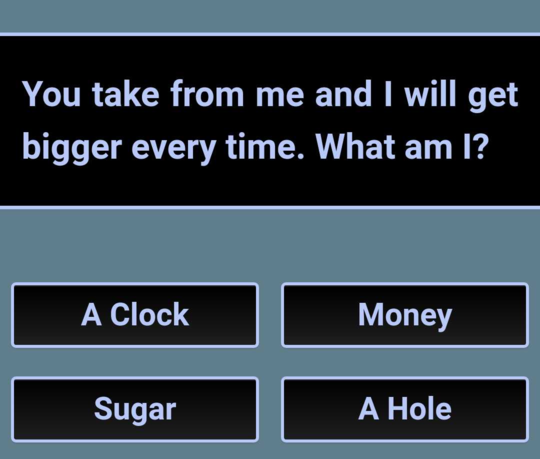 You take from me and I will get
bigger every time. What am I?
A Clock
Money
Sugar
A Hole